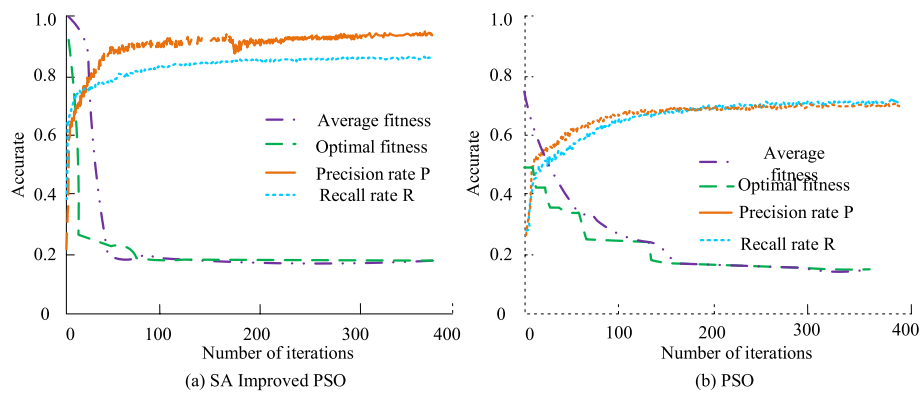 1.0
0.8
0.6
0.4
0.2
0
Accurate
Average fitness
Optimal fitness
Precision rate P
Recall rate R
0
100
200
300
400
Number of iterations
(a) SA Improved PSO
1.0
0.8
0.6
0.4
0.2
0
Accurate
Average
fitness
Optimal fitness
Precision rate P
Recall rate R
0
100
200
300
400
Number of iterations
(b) PSO